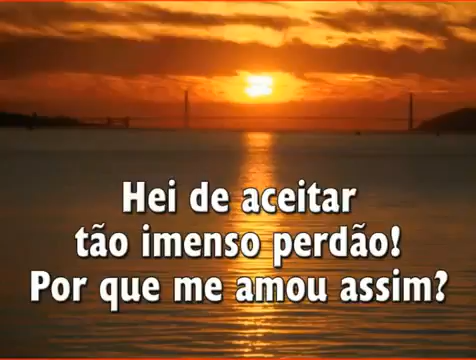 Hei de aceitar
tão imenso perdão!
Por que me amou assim?